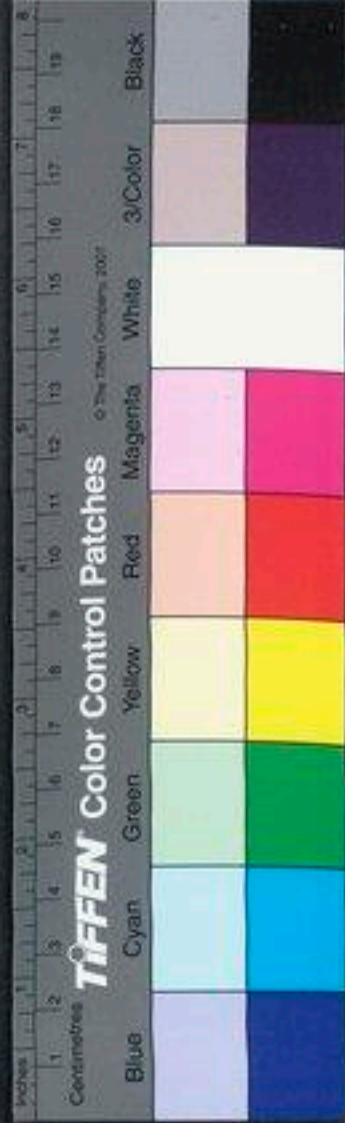 Inches 1 2 3 4 5 6 7 8
1 2 3 4 5 6 7 8 9 10 11 12 13 14 15 16 17 18 19
Centimetres
TIFFEN® Color Control Patches
© The Tiffen Company, 2007
Blue Cyan Green Yellow Red Magenta White 3/Color Black